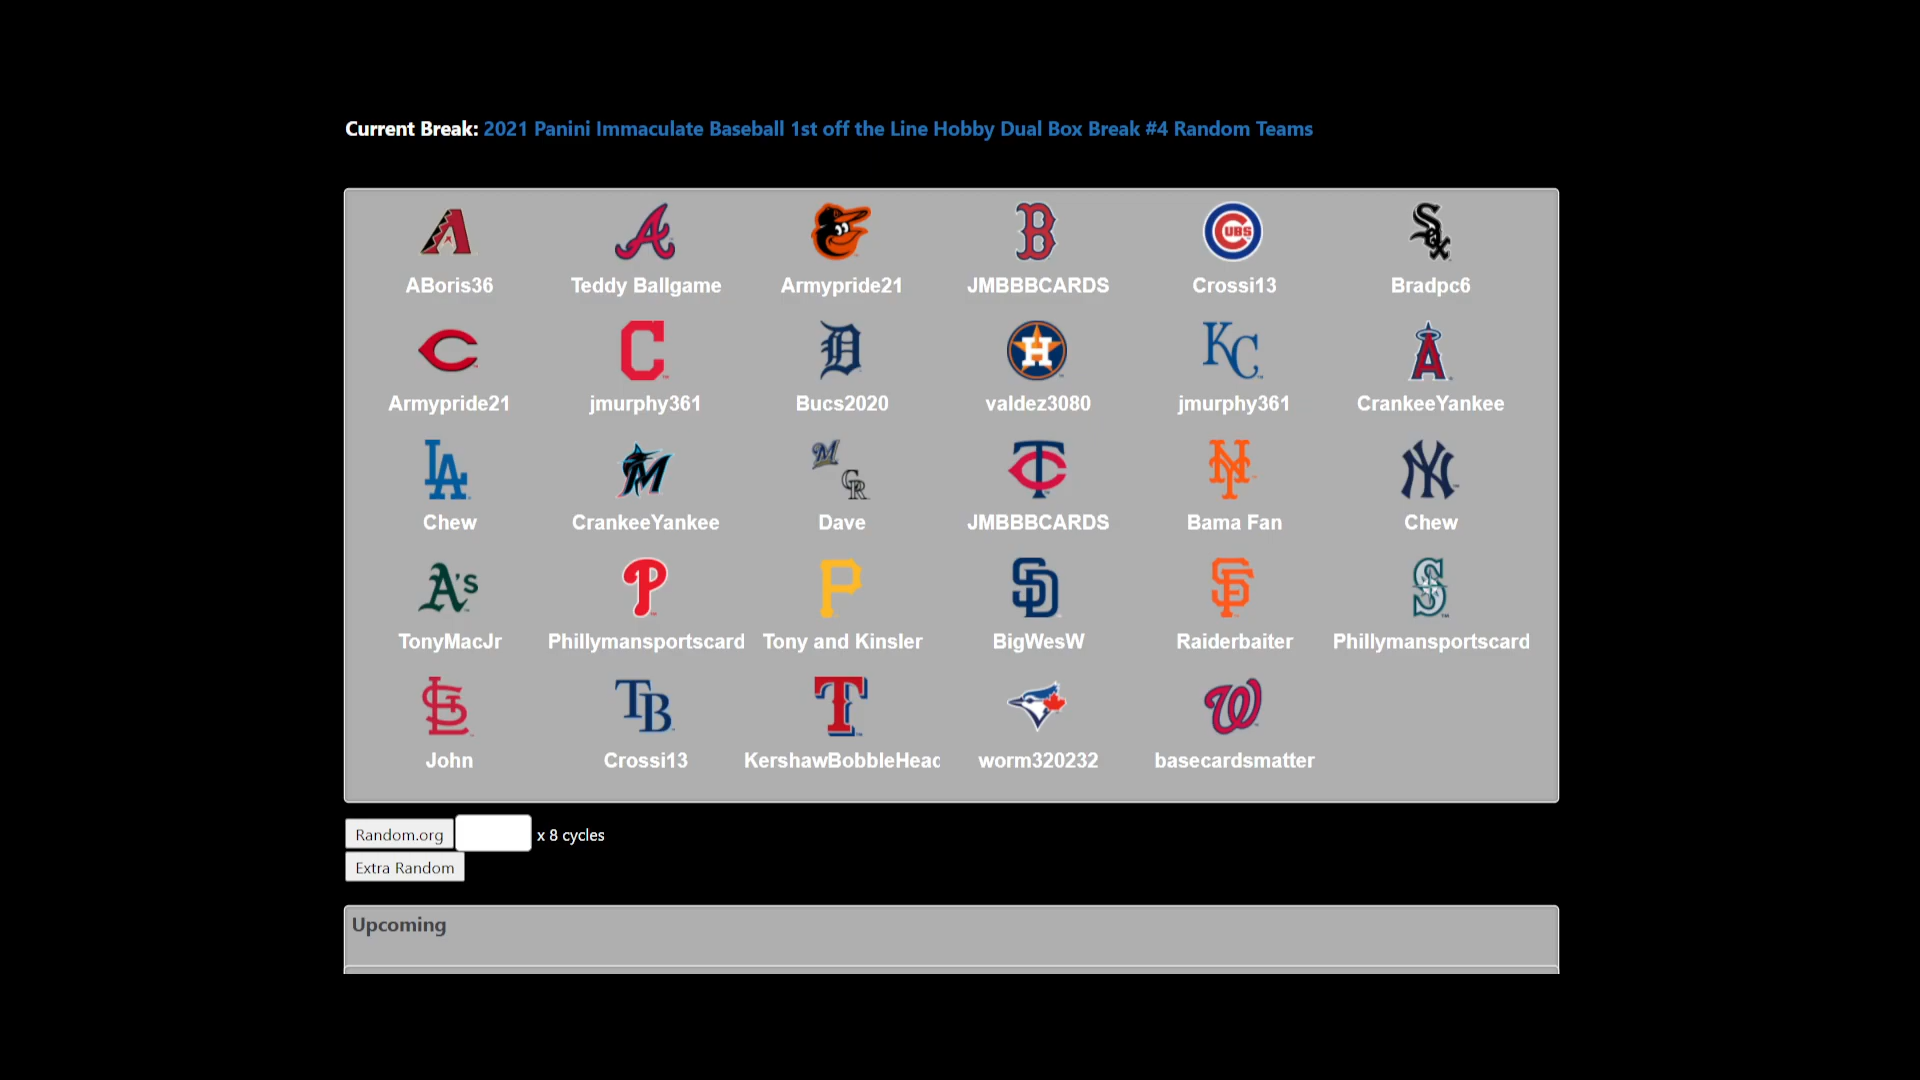 Current Break: 2021 Panini Immaculate Baseball 1st off the Line Hobby Dual Box Break #4 Random Teams
ABoris36 Teddy Ballgame Armypride21 JMBBBCARDS Crossi13 Bradpc6
Armypride21 jmurphy361 Bucs2020 valdez3080 jmurphy361 CrankeeYankee
Chew CrankeeYankee Dave JMBBBCARDS Bama Fan Chew
TonyMacJr Phillymansportscard Tony and Kinsler BigWesW Raiderbaiter Phillymansportscard
John Crossi13 KershawBobbleHead worm320232 basecardsmatter
Random.org x 8 cycles
Extra Random
Upcoming